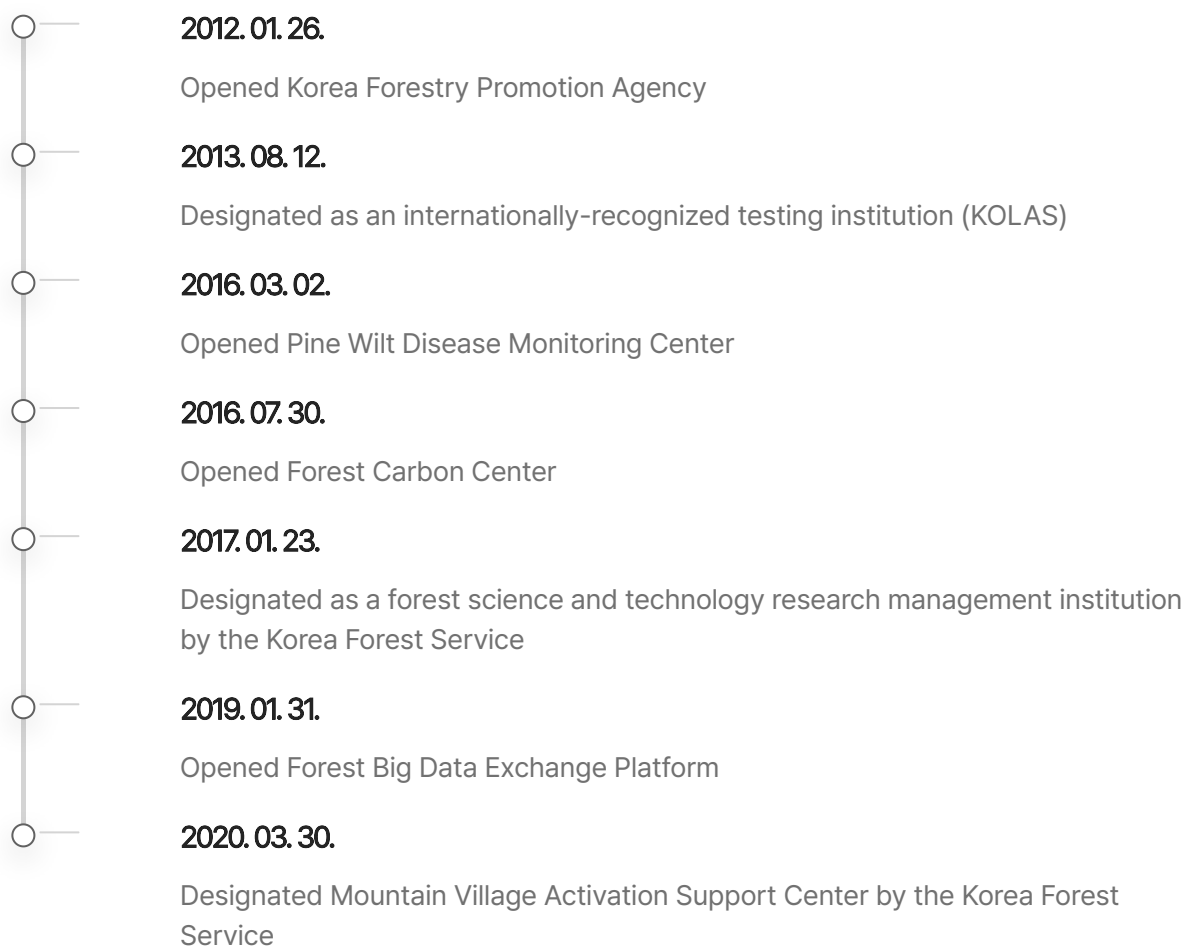 2012. 01. 26.
Opened Korea Forestry Promotion Agency
2013. 08. 12.
Designated as an internationally-recognized testing institution (KOLAS)
2016. 03. 02.
Opened Pine Wilt Disease Monitoring Center
2016. 07. 30.
Opened Forest Carbon Center
2017. 01. 23.
Designated as a forest science and technology research management institution
by the Korea Forest Service
2019. 01. 31.
Opened Forest Big Data Exchange Platform
2020. 03. 30.
Designated Mountain Village Activation Support Center by the Korea Forest
Service